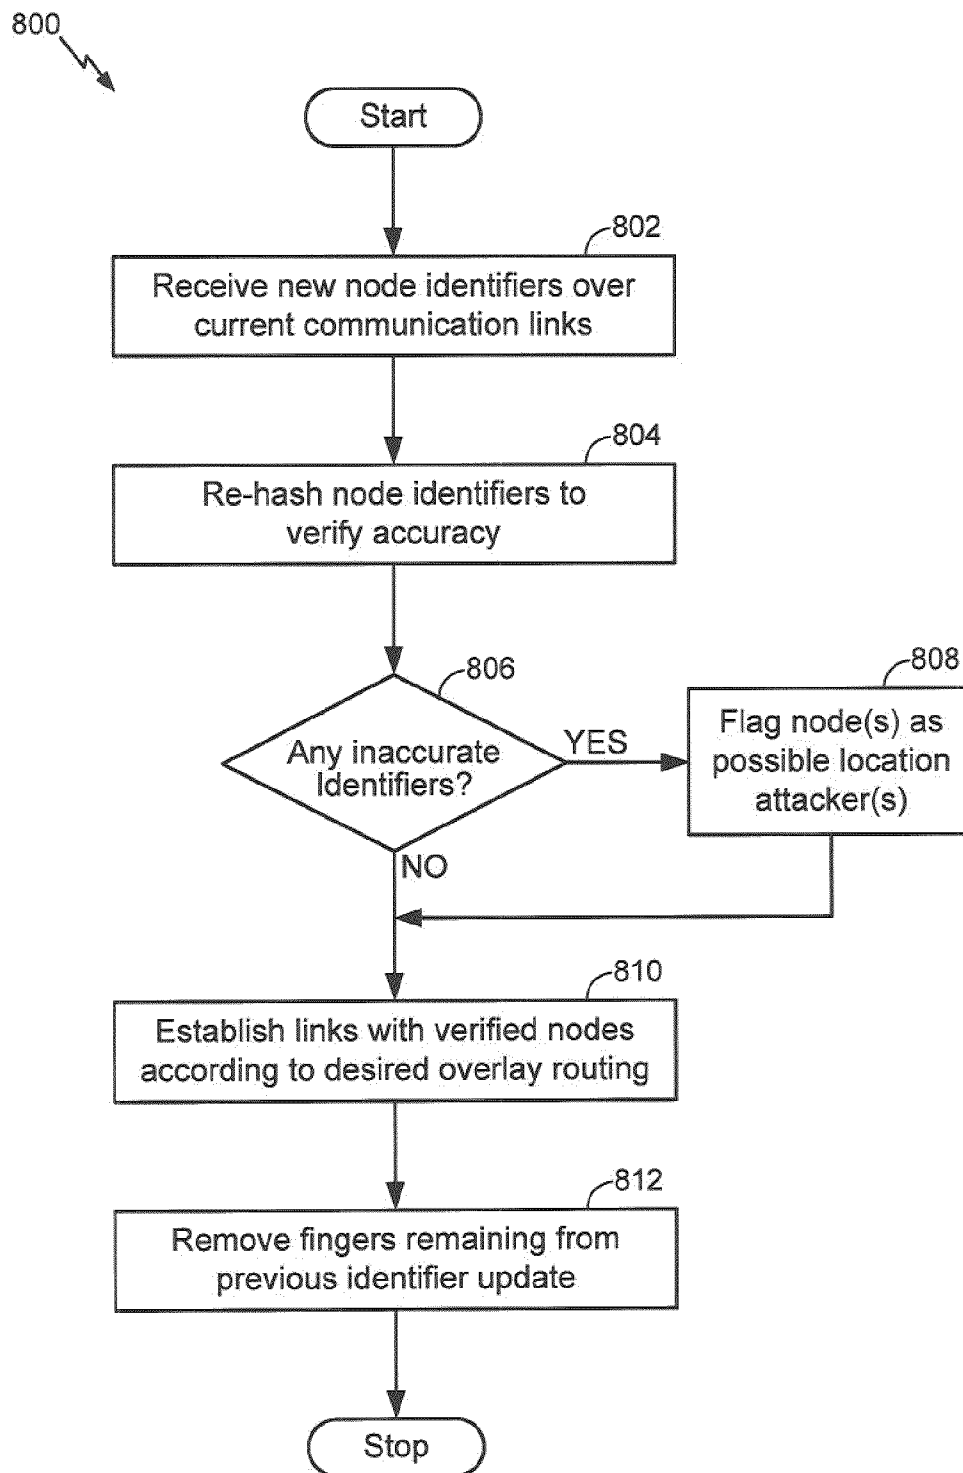 800
Start
802
Receive new node identifiers over
current communication links
804
Re-hash node identifiers to
verify accuracy
806
Any inaccurate
Identifiers?
YES
808
Flag node(s) as
possible location
attacker(s)
NO
810
Establish links with verified nodes
according to desired overlay routing
812
Remove fingers remaining from
previous identifier update
Stop